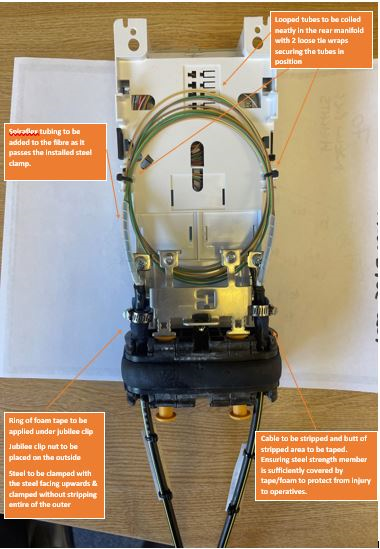 Looped tubes to be coiled
neatly in the rear manifold
with 2 loose tie wraps
securing the tubes in
position
tubing to be
added to the fibre as it
passes the installed steel
clamp.
Ring of foam tape to be
applied under jubilee clip
Jubilee clip nut to be
placed on the outside
Steel to be clamped with
the steel facing upwards &
clamped without stripping
entire of the outer
Cable to be stripped and butt of
stripped area to be taped.
Ensuring steel strength member
is sufficiently covered by
tape/foam to protect from injury
to operatives.